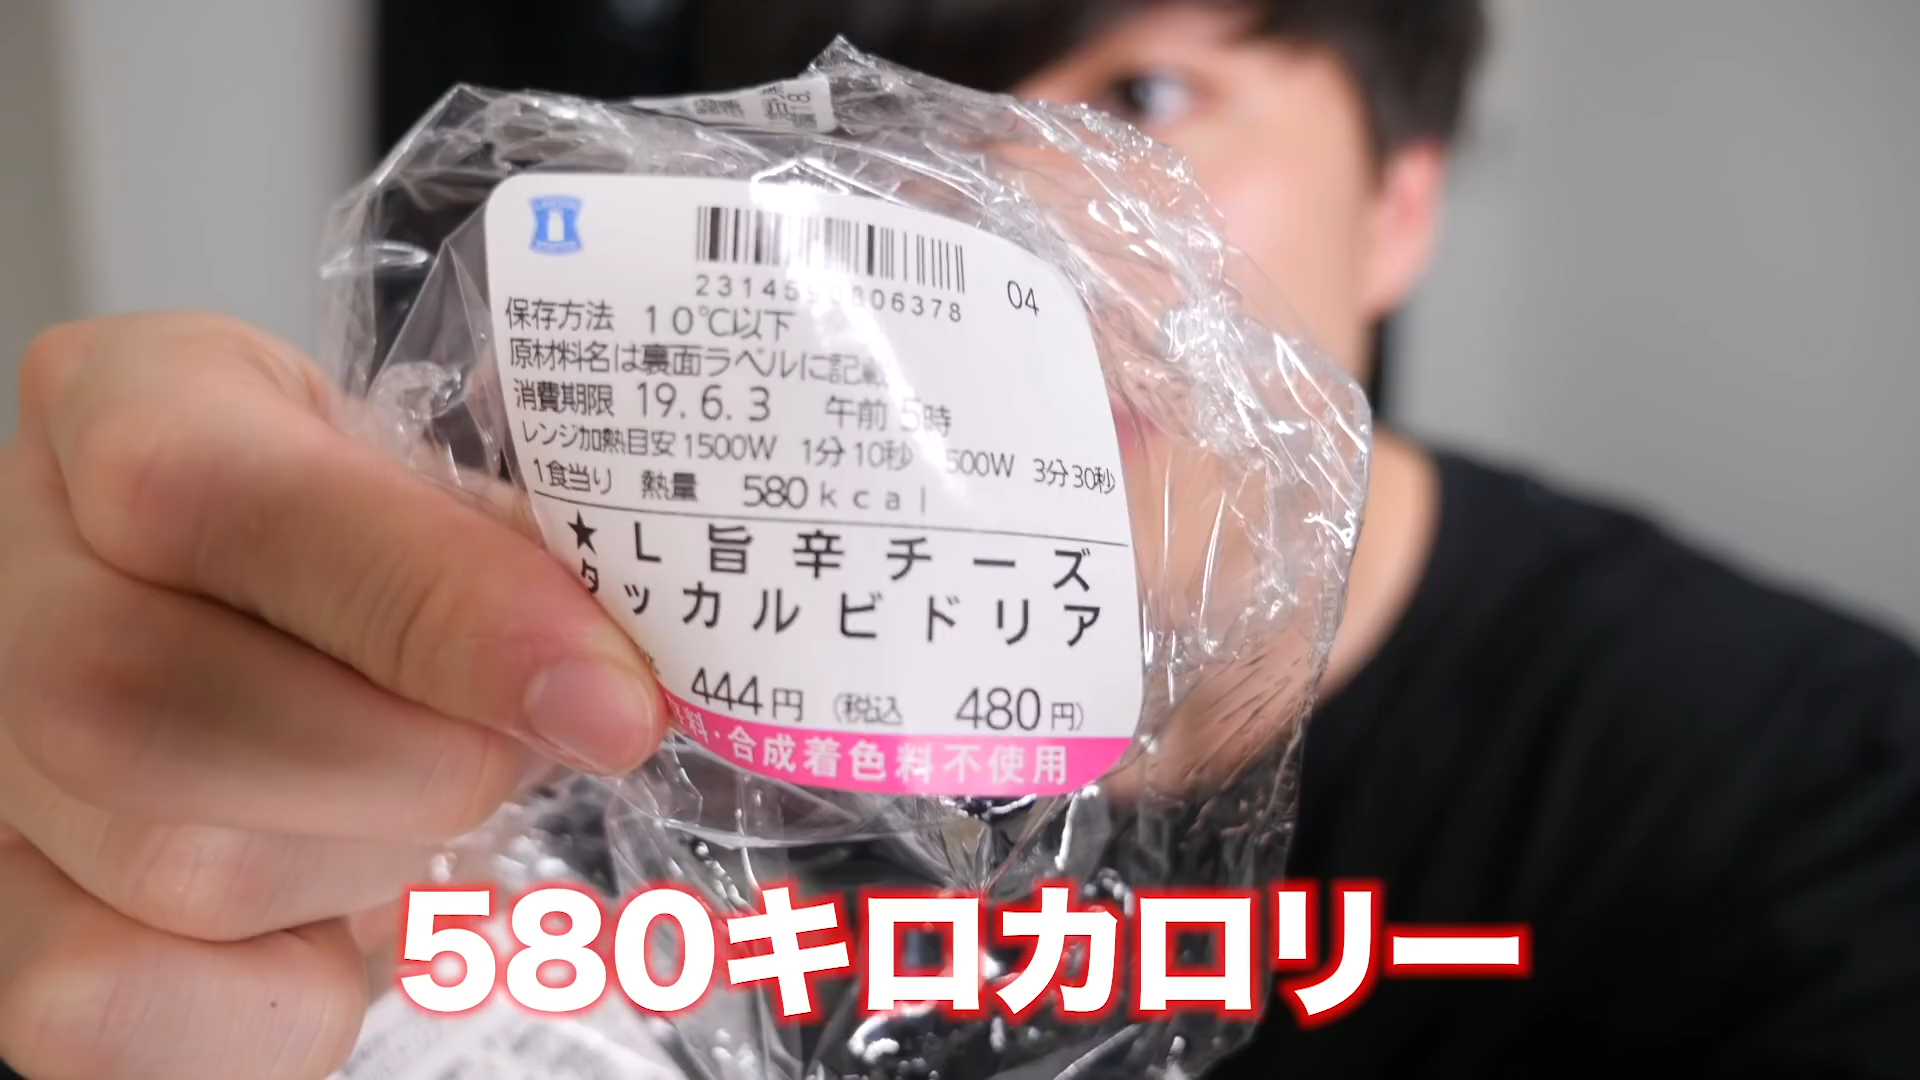 04
保存方法 10℃以下
原材料名は裏面ラベルに記載
消費期限 19.6.3 午前5時
レンジ加熱目安 1500W 1分10秒 500W 3分30秒
1食当り 熱量 580kcal
★L旨辛チーズ
タッカルビドリア
444円 (税込 480円)
料・合成着色料不使用
580キロカロリー